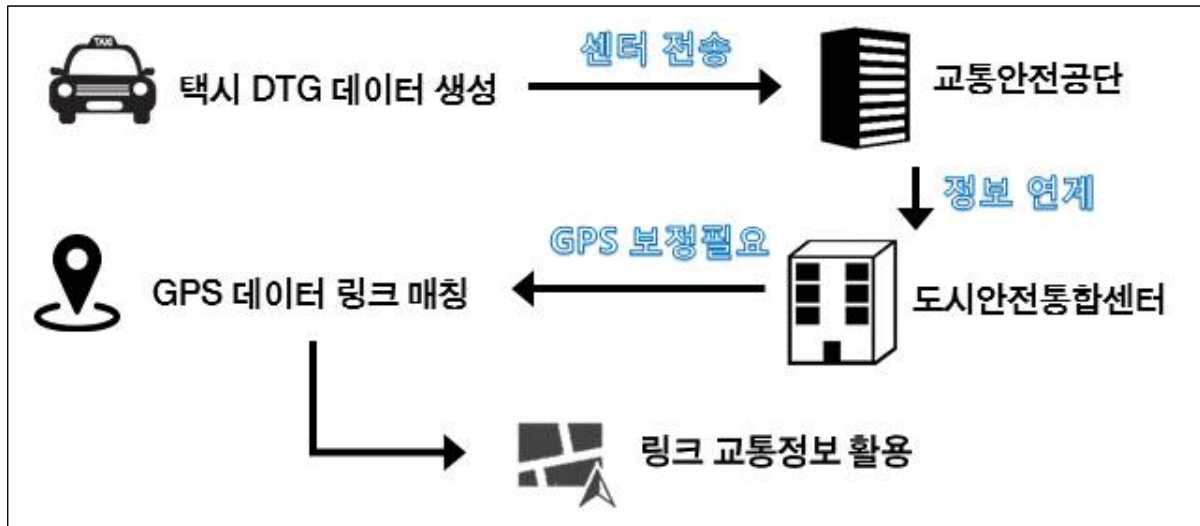 TAXI
택시 DTG 데이터 생성
센터 전송
교통안전공단
정보 연계
도시안전통합센터
GPS 보정필요
GPS 데이터 링크 매칭
링크 교통정보 활용